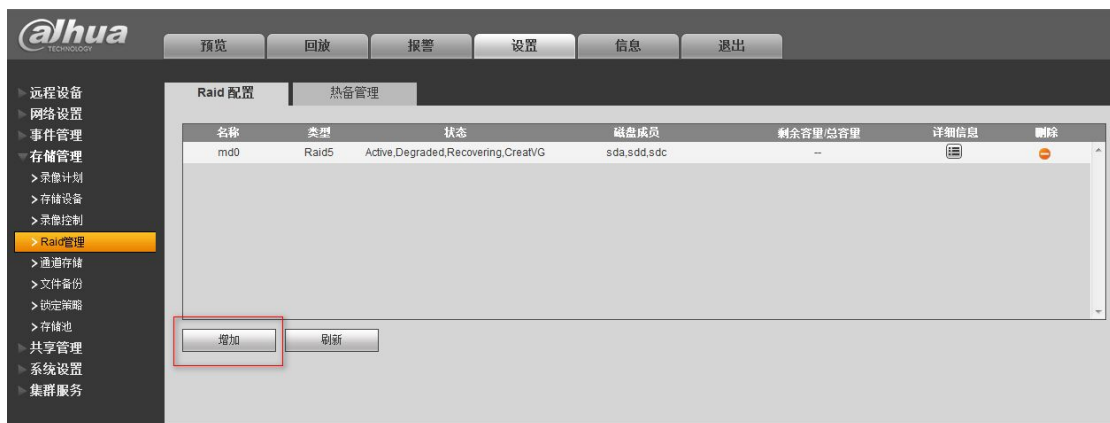 alhua
TECHNOLOGY
预览 回放 报警 设置 信息 退出
远程设备
网络设置
事件管理
存储管理
>录像计划
>存储设备
>录像控制
>Raid管理
>通道存储
>文件备份
>锁定策略
>存储池
共享管理
系统设置
集群服务
Raid 配置 热备管理
名称 类型 状态 磁盘成员 剩余容量/总容量 详细信息 删除
md0 Raid5 Active,Degraded,Recovering,CreatVG sda,sdd,sdc --
增加 刷新